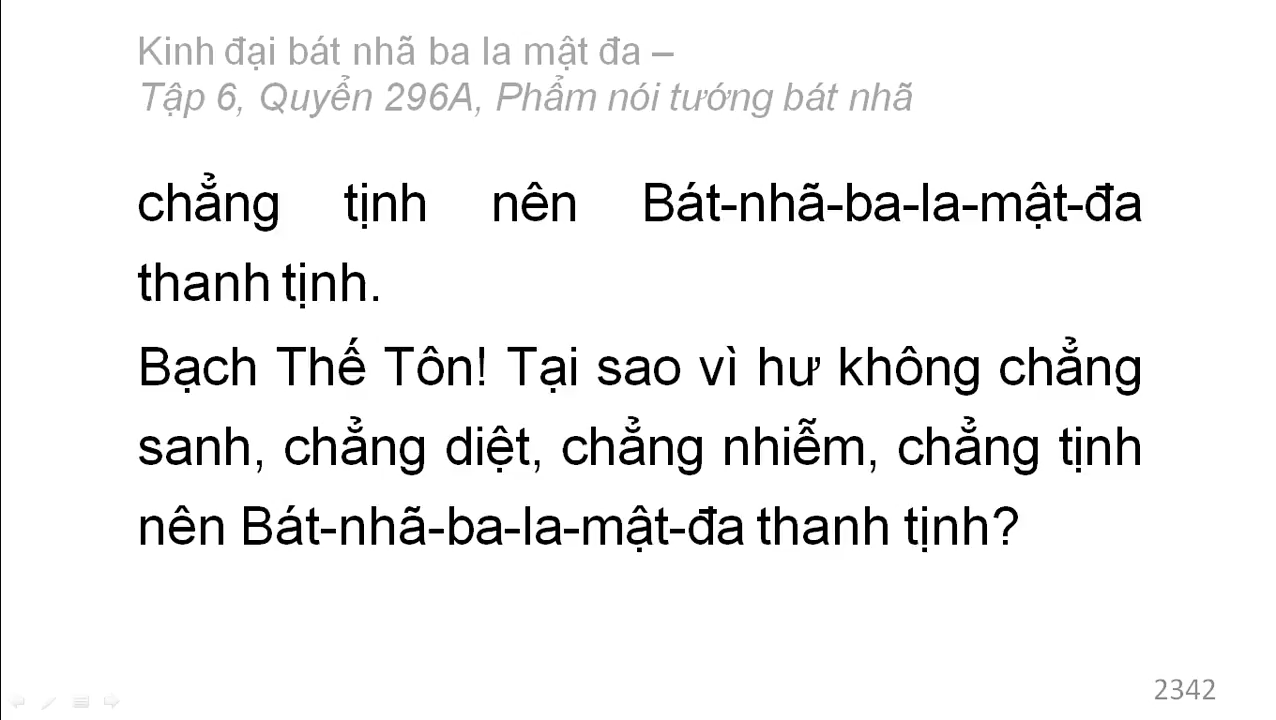 Kinh đại bát nhã ba la mật đa –
Tập 6, Quyển 296A, Phẩm nói tướng bát nhã
chẳng tịnh nên Bát-nhã-ba-la-mật-đa
thanh tịnh.
Bạch Thế Tôn! Tại sao vì hư không chẳng
sanh, chẳng diệt, chẳng nhiễm, chẳng tịnh
nên Bát-nhã-ba-la-mật-đa thanh tịnh?
2342